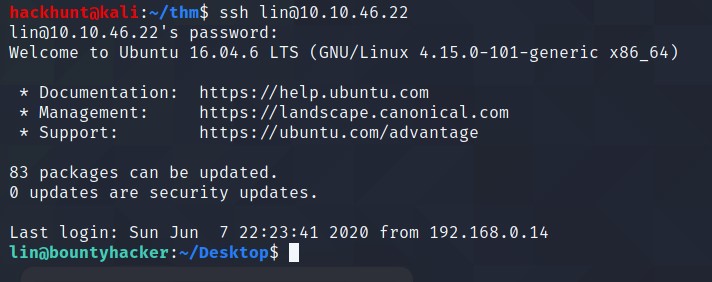 hackhunt@kali:~/thm$ ssh lin@10.10.46.22
lin@10.10.46.22's password:
Welcome to Ubuntu 16.04.6 LTS (GNU/Linux 4.15.0-101-generic x86_64)
 * Documentation:  https://help.ubuntu.com
 * Management:     https://landscape.canonical.com
 * Support:        https://ubuntu.com/advantage
83 packages can be updated.
0 updates are security updates.
Last login: Sun Jun  7 22:23:41 2020 from 192.168.0.14
lin@bountyhacker:~/Desktop$